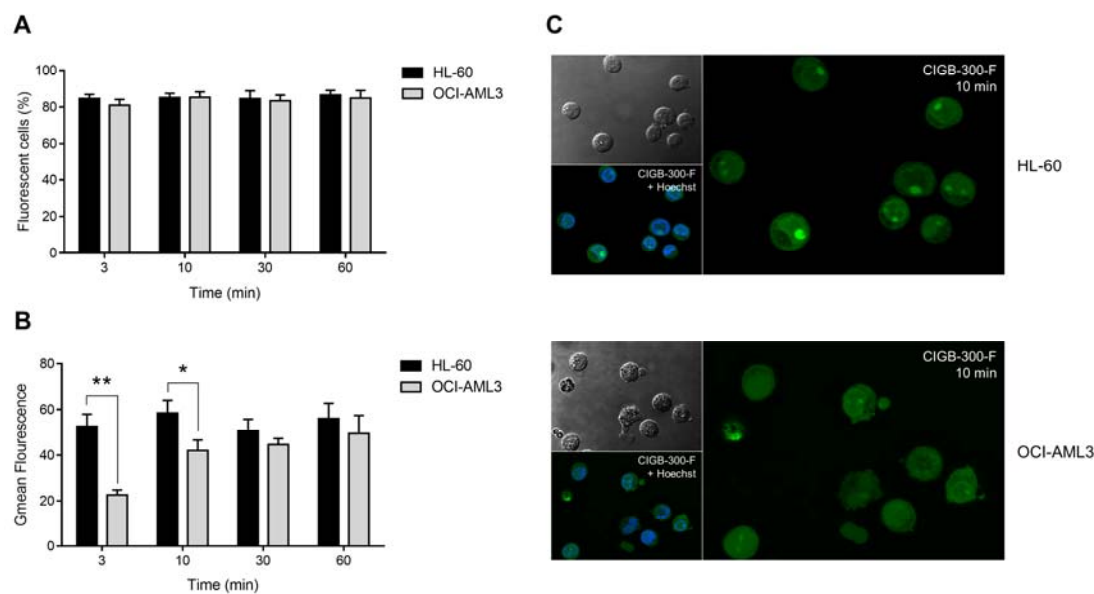 A
HL-60
OCI-AML3
Fluorescent cells (%)
100
80
60
40
20
0
3 10 30 60
Time (min)
B
HL-60
OCI-AML3
Gmean Flourescence
80
60
40
20
0
** *
3 10 30 60
Time (min)
C
CIGB-300-F
10 min
CIGB-300-F
+ Hoechst
HL-60
CIGB-300-F
10 min
CIGB-300-F
+ Hoechst
OCI-AML3